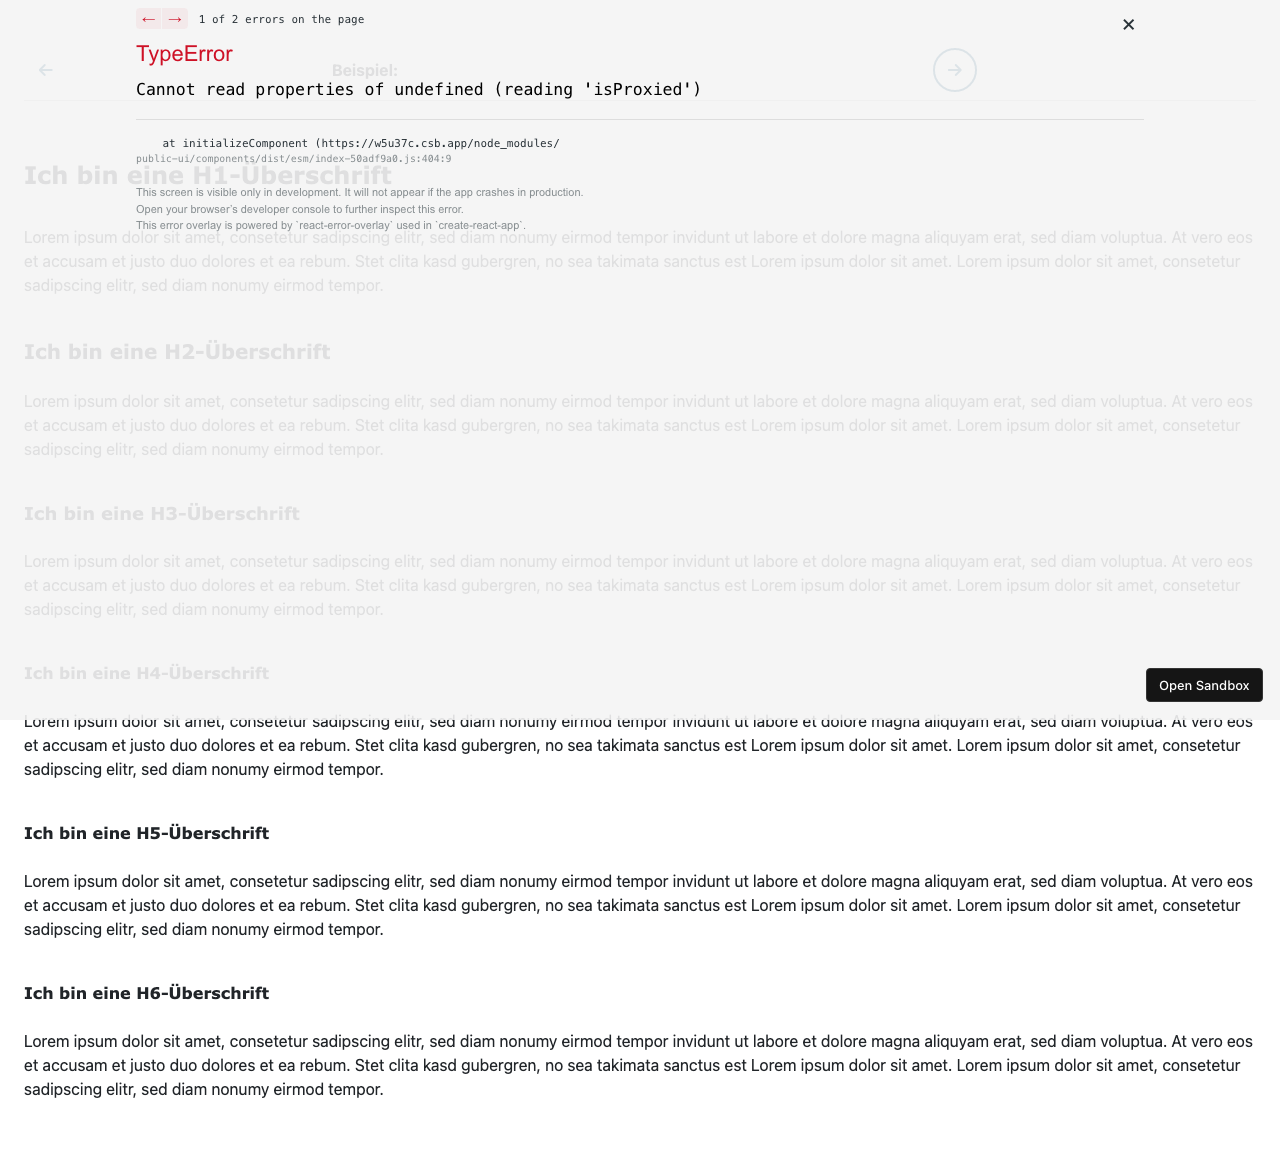 ← → 1 of 2 errors on the page
✕
TypeError
← Beispiel: →
Cannot read properties of undefined (reading 'isProxied')
at initializeComponent (https://w5u37c.csb.app/node_modules/
public-ui/components/dist/esm/index-50adf9a0.js:404:9
Ich bin eine H1-Überschrift
This screen is visible only in development. It will not appear if the app crashes in production.
Open your browser’s developer console to further inspect this error.
This error overlay is powered by `react-error-overlay` used in `create-react-app`.
Lorem ipsum dolor sit amet, consetetur sadipscing elitr, sed diam nonumy eirmod tempor invidunt ut labore et dolore magna aliquyam erat, sed diam voluptua. At vero eos
et accusam et justo duo dolores et ea rebum. Stet clita kasd gubergren, no sea takimata sanctus est Lorem ipsum dolor sit amet. Lorem ipsum dolor sit amet, consetetur
sadipscing elitr, sed diam nonumy eirmod tempor.
Ich bin eine H2-Überschrift
Lorem ipsum dolor sit amet, consetetur sadipscing elitr, sed diam nonumy eirmod tempor invidunt ut labore et dolore magna aliquyam erat, sed diam voluptua. At vero eos
et accusam et justo duo dolores et ea rebum. Stet clita kasd gubergren, no sea takimata sanctus est Lorem ipsum dolor sit amet. Lorem ipsum dolor sit amet, consetetur
sadipscing elitr, sed diam nonumy eirmod tempor.
Ich bin eine H3-Überschrift
Lorem ipsum dolor sit amet, consetetur sadipscing elitr, sed diam nonumy eirmod tempor invidunt ut labore et dolore magna aliquyam erat, sed diam voluptua. At vero eos
et accusam et justo duo dolores et ea rebum. Stet clita kasd gubergren, no sea takimata sanctus est Lorem ipsum dolor sit amet. Lorem ipsum dolor sit amet, consetetur
sadipscing elitr, sed diam nonumy eirmod tempor.
Ich bin eine H4-Überschrift
Open Sandbox
Lorem ipsum dolor sit amet, consetetur sadipscing elitr, sed diam nonumy eirmod tempor invidunt ut labore et dolore magna aliquyam erat, sed diam voluptua. At vero eos
et accusam et justo duo dolores et ea rebum. Stet clita kasd gubergren, no sea takimata sanctus est Lorem ipsum dolor sit amet. Lorem ipsum dolor sit amet, consetetur
sadipscing elitr, sed diam nonumy eirmod tempor.
Ich bin eine H5-Überschrift
Lorem ipsum dolor sit amet, consetetur sadipscing elitr, sed diam nonumy eirmod tempor invidunt ut labore et dolore magna aliquyam erat, sed diam voluptua. At vero eos
et accusam et justo duo dolores et ea rebum. Stet clita kasd gubergren, no sea takimata sanctus est Lorem ipsum dolor sit amet. Lorem ipsum dolor sit amet, consetetur
sadipscing elitr, sed diam nonumy eirmod tempor.
Ich bin eine H6-Überschrift
Lorem ipsum dolor sit amet, consetetur sadipscing elitr, sed diam nonumy eirmod tempor invidunt ut labore et dolore magna aliquyam erat, sed diam voluptua. At vero eos
et accusam et justo duo dolores et ea rebum. Stet clita kasd gubergren, no sea takimata sanctus est Lorem ipsum dolor sit amet. Lorem ipsum dolor sit amet, consetetur
sadipscing elitr, sed diam nonumy eirmod tempor.